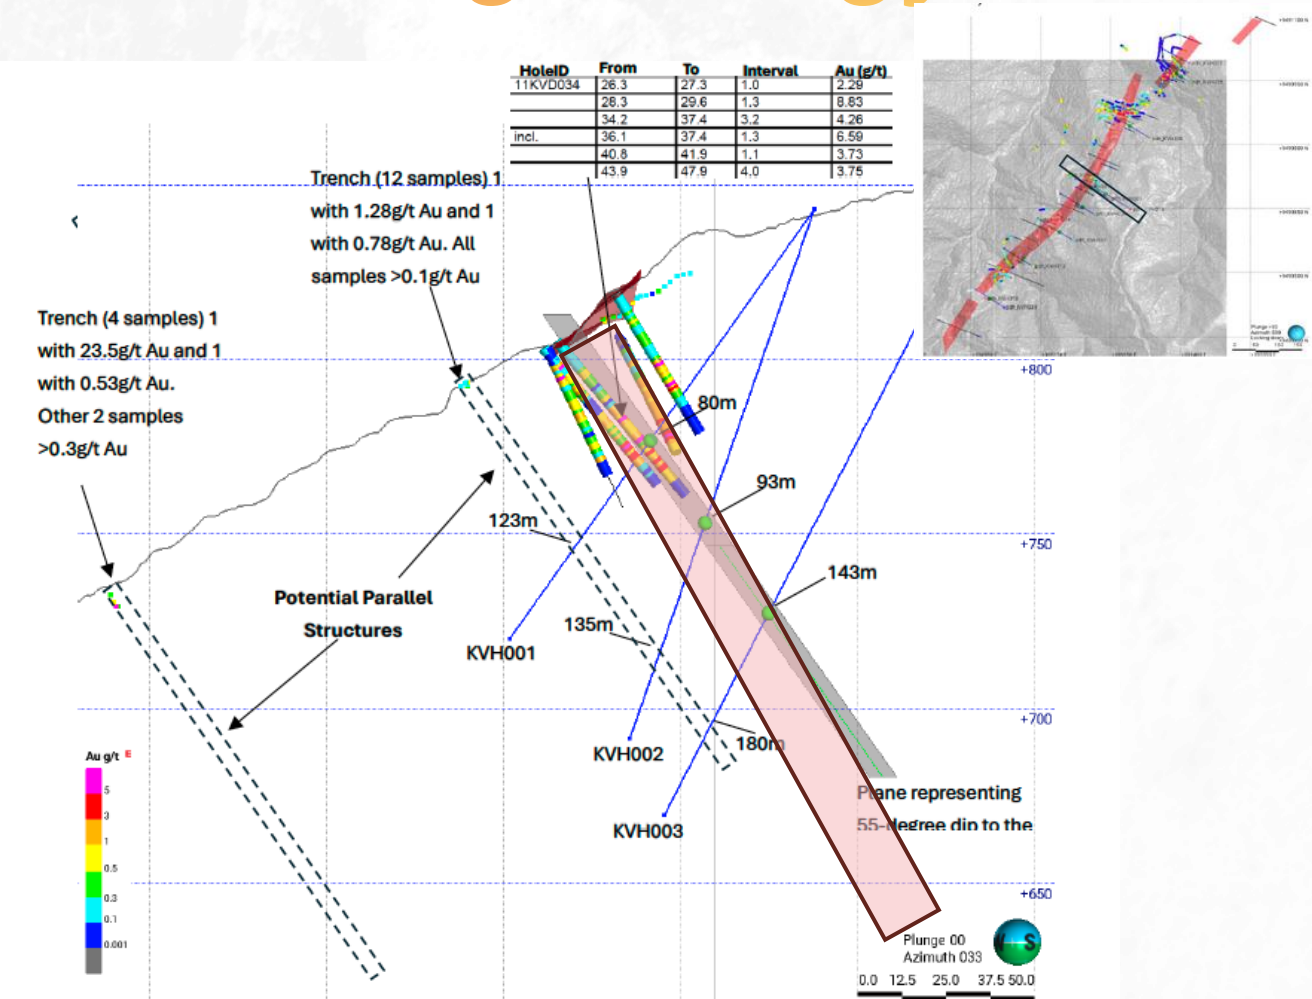 HoleID From To Interval Au (g/t)
11KVD034 26.3 27.3 1.0 2.29
28.3 29.6 1.3 8.83
34.2 37.4 3.2 4.26
incl. 36.1 37.4 1.3 6.59
40.8 41.9 1.1 3.73
43.9 47.9 4.0 3.75
Trench (12 samples) 1
with 1.28g/t Au and 1
with 0.78g/t Au. All
samples >0.1g/t Au
Trench (4 samples) 1
with 23.5g/t Au and 1
with 0.53g/t Au.
Other 2 samples
>0.3g/t Au
+800
80m
93m
123m
+750
143m
Potential Parallel
Structures
135m
KVH001
+700
180m
KVH002
KVH003
Plane representing
55-degree dip to the
+650
Au g/t E
5
3
1
0.5
0.3
0.1
0.001
Plunge 00
Azimuth 033
S
0.0 12.5 25.0 37.5 50.0